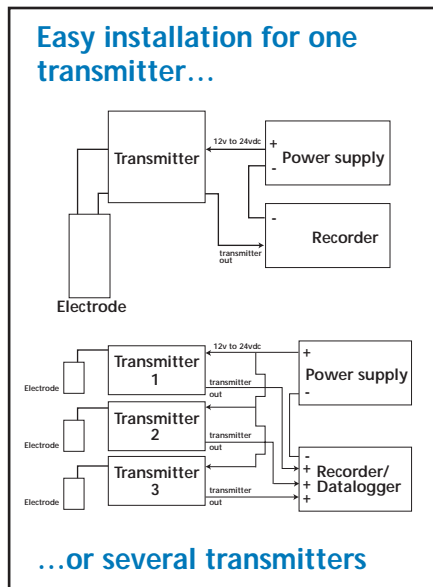 Easy installation for one
transmitter…
12v to 24vdc
+
Transmitter
Power supply
-
-
Recorder
transmitter
out
Electrode
12v to 24vdc
+
Transmitter
1
Electrode
transmitter
out
Power supply
-
Transmitter
2
Electrode
transmitter
out
-
+
Recorder/
+
Datalogger
+
Transmitter
3
Electrode
transmitter
out
…or several transmitters